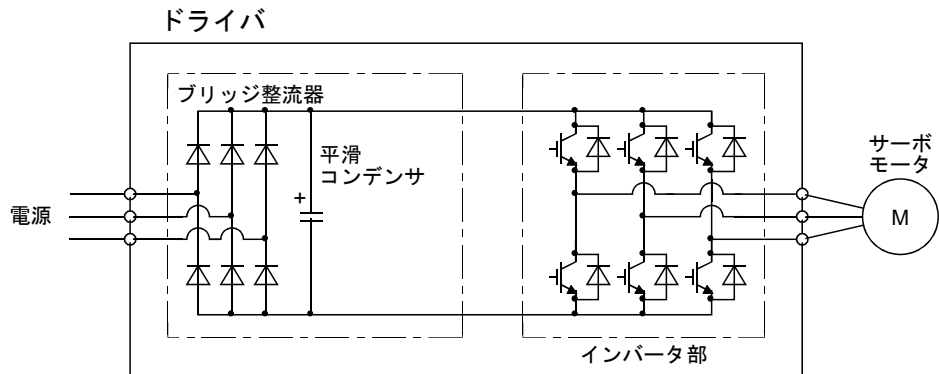 ドライバ
ブリッジ整流器
平滑
コンデンサ
+
電源
サーボ
モータ
M
インバータ部